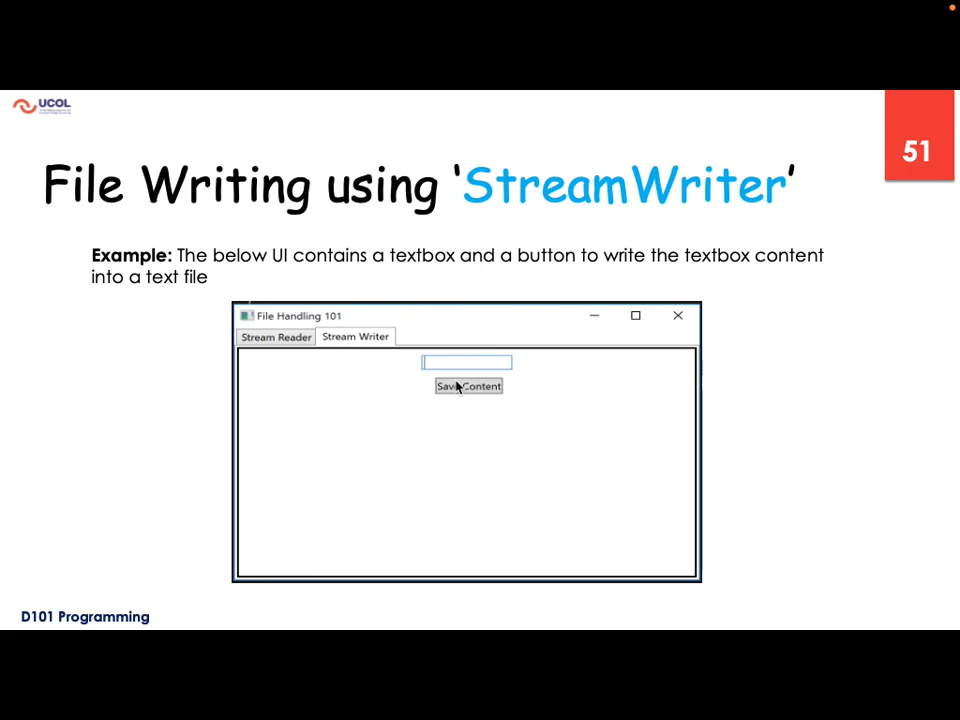 UCOL
51
File Writing using ‘StreamWriter’
Example: The below UI contains a textbox and a button to write the textbox content
into a text file
File Handling 101
Stream Reader Stream Writer
Save Content
D101 Programming